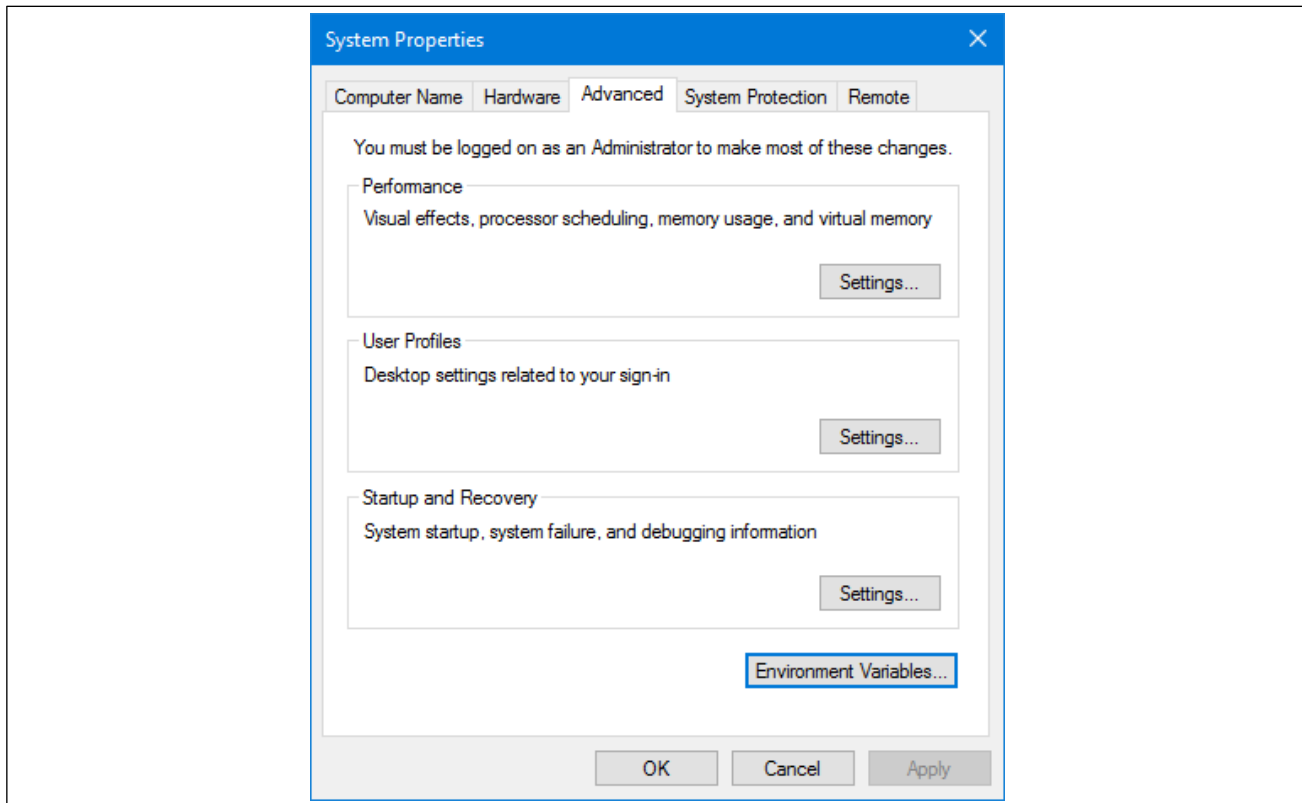 System Properties
Computer Name Hardware Advanced System Protection Remote
You must be logged on as an Administrator to make most of these changes.
Performance
Visual effects, processor scheduling, memory usage, and virtual memory
Settings...
User Profiles
Desktop settings related to your sign-in
Settings...
Startup and Recovery
System startup, system failure, and debugging information
Settings...
Environment Variables...
OK Cancel Apply